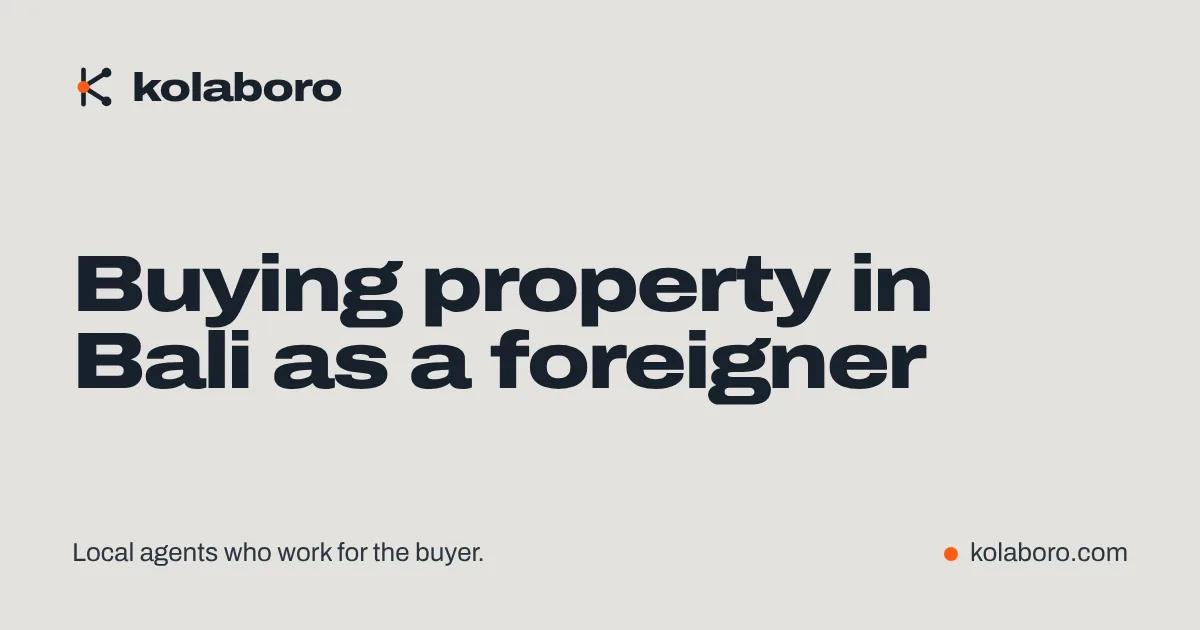 kolaboro
Buying property in
Bali as a foreigner
Local agents who work for the buyer.
kolaboro.com